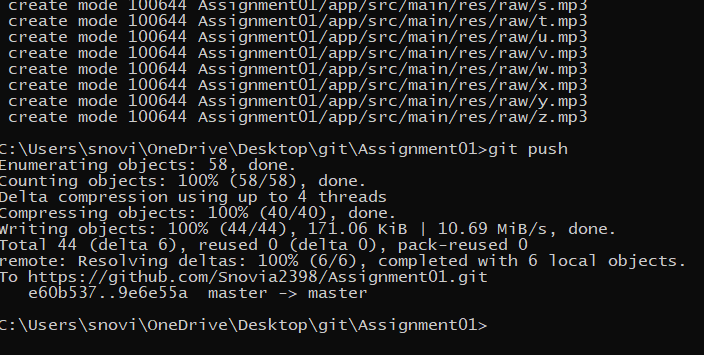 create mode 100644 Assignment01/app/src/main/res/raw/s.mp3
create mode 100644 Assignment01/app/src/main/res/raw/t.mp3
create mode 100644 Assignment01/app/src/main/res/raw/u.mp3
create mode 100644 Assignment01/app/src/main/res/raw/v.mp3
create mode 100644 Assignment01/app/src/main/res/raw/w.mp3
create mode 100644 Assignment01/app/src/main/res/raw/x.mp3
create mode 100644 Assignment01/app/src/main/res/raw/y.mp3
create mode 100644 Assignment01/app/src/main/res/raw/z.mp3
C:\Users\snovi\OneDrive\Desktop\git\Assignment01>git push
Enumerating objects: 58, done.
Counting objects: 100% (58/58), done.
Delta compression using up to 4 threads
Compressing objects: 100% (40/40), done.
Writing objects: 100% (44/44), 171.06 KiB | 10.69 MiB/s, done.
Total 44 (delta 6), reused 0 (delta 0), pack-reused 0
remote: Resolving deltas: 100% (6/6), completed with 6 local objects.
To https://github.com/Snovia2398/Assignment01.git
e60b537..9e6e55a  master -> master
C:\Users\snovi\OneDrive\Desktop\git\Assignment01>